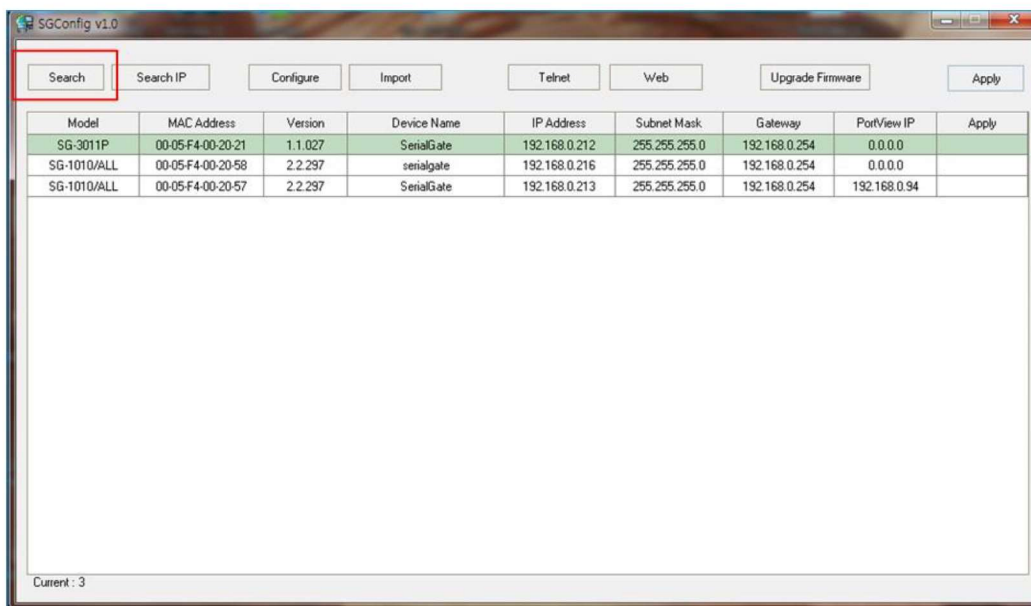 SGConfig v1.0
Search Search IP Configure Import Telnet Web Upgrade Firmware Apply
Model MAC Address Version Device Name IP Address Subnet Mask Gateway PortView IP Apply
SG-3011P 00-05-F4-00-20-21 1.1.027 SerialGate 192.168.0.212 255.255.255.0 192.168.0.254 0.0.0.0
SG-1010/ALL 00-05-F4-00-20-58 2.2.297 serialgate 192.168.0.216 255.255.255.0 192.168.0.254 0.0.0.0
SG-1010/ALL 00-05-F4-00-20-57 2.2.297 SerialGate 192.168.0.213 255.255.255.0 192.168.0.254 192.168.0.94
Current : 3